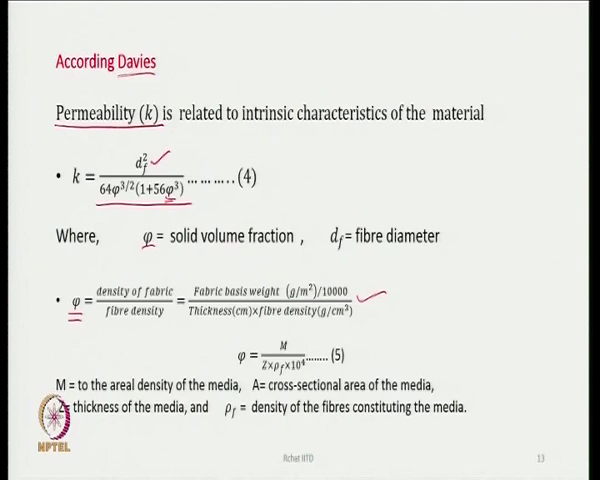 According Davies
Permeability (k) is related to intrinsic characteristics of the material
• k = d_f^2 / 64φ^{3/2}(1+56φ^3) ... ... ... .. (4)
Where, φ= solid volume fraction , d_f= fibre diameter
• φ = density of fabric / fibre density = Fabric basis weight (g/m^2)/10000 / Thickness(cm)×fibre density(g/cm^2)
φ = M / Z×ρ_f×10^4 ........ (5)
M = to the areal density of the media, A= cross-sectional area of the media,
Z= thickness of the media, and ρ_f = density of the fibres constituting the media.
NPTEL
Rchat IITD
13